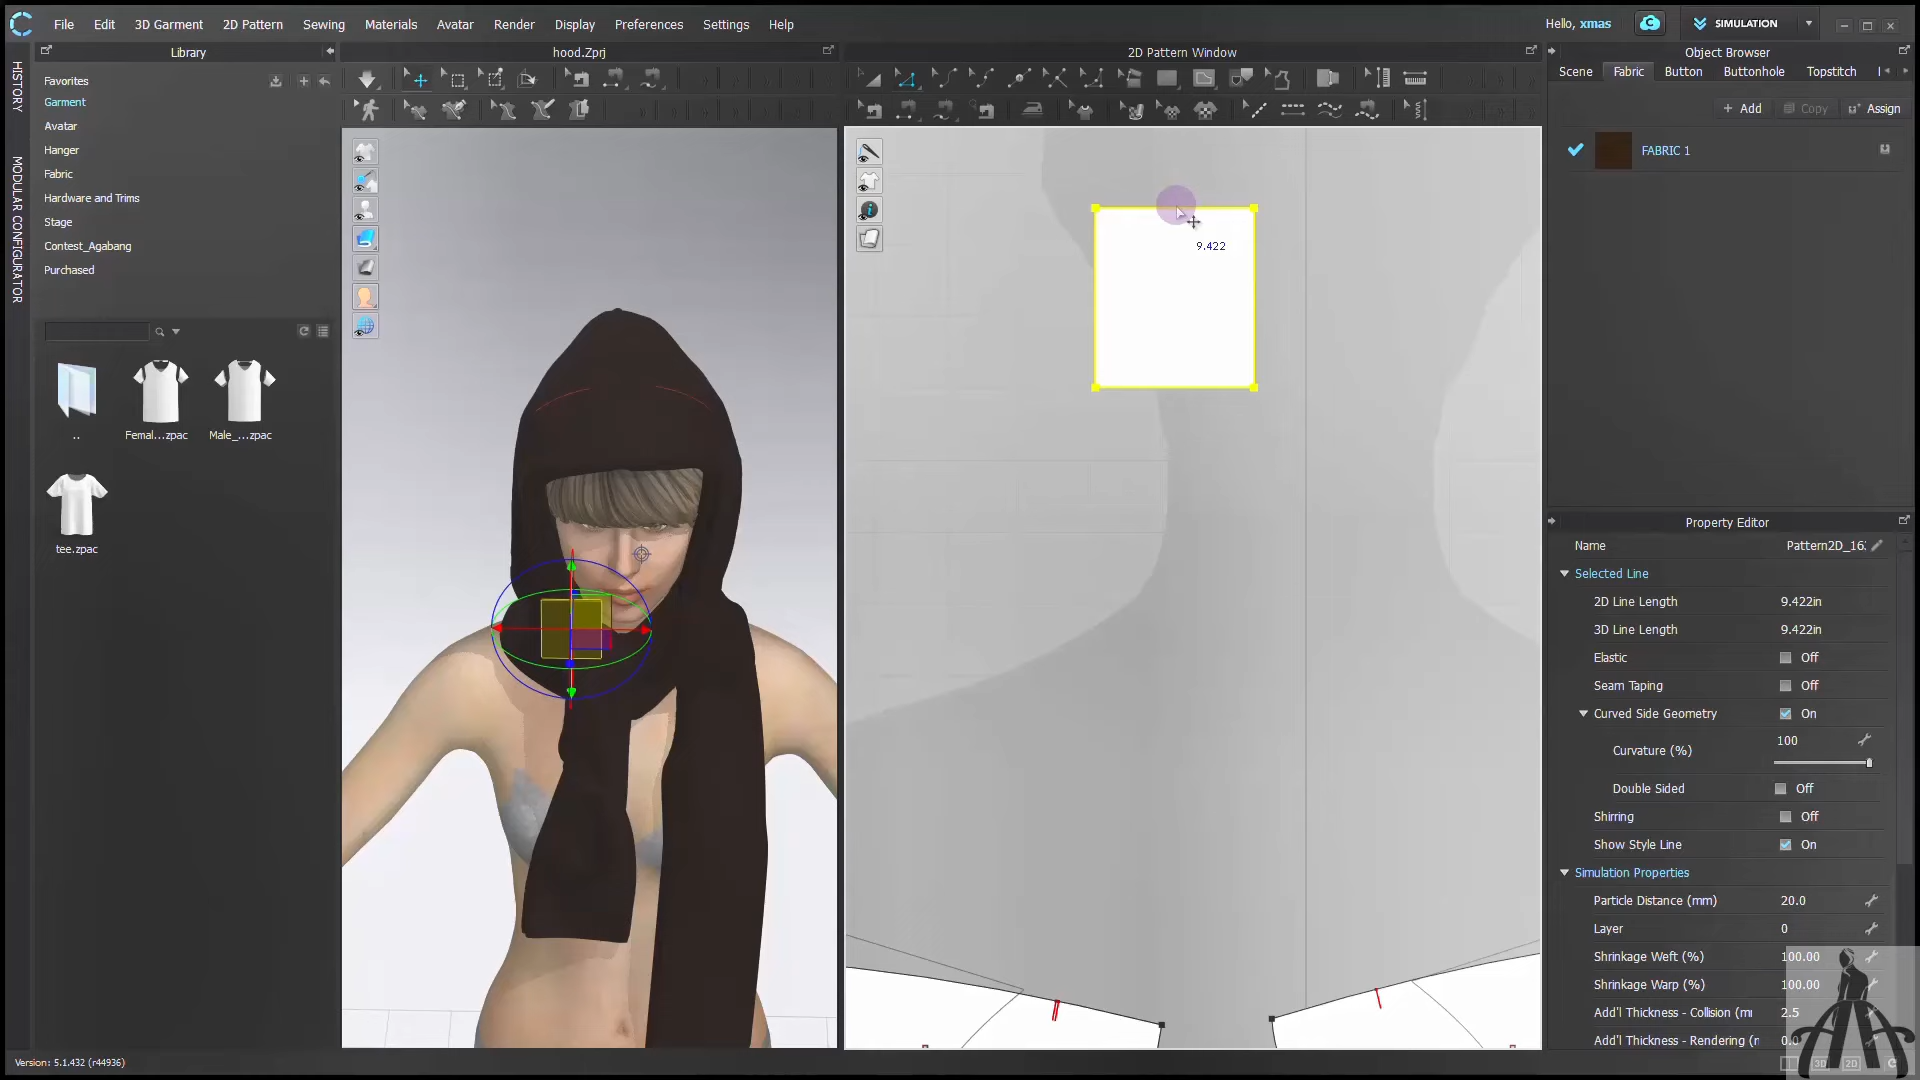 File Edit 3D Garment 2D Pattern Sewing Materials Avatar Render Display Preferences Settings Help
Hello, xmas
SIMULATION
Library
hood.Zprj
2D Pattern Window
Object Browser
HISTORY
MODULAR CONFIGURATOR
Favorites
Garment
Avatar
Hanger
Fabric
Hardware and Trims
Stage
Contest_Agabang
Purchased
..
Femal...zpac
Male_...zpac
tee.zpac
9.422
Scene Fabric Button Buttonhole Topstitch
+ Add Copy Assign
FABRIC 1
Property Editor
Name Pattern2D_16
Selected Line
2D Line Length 9.422in
3D Line Length 9.422in
Elastic Off
Seam Taping Off
Curved Side Geometry On
Curvature (%) 100
Double Sided Off
Shirring Off
Show Style Line On
Simulation Properties
Particle Distance (mm) 20.0
Layer 0
Shrinkage Weft (%) 100.00
Shrinkage Warp (%) 100.00
Add'l Thickness - Collision (m 2.5
Add'l Thickness - Rendering ( 0.0
3D 2D
Version: 5.1.432 (r44936)